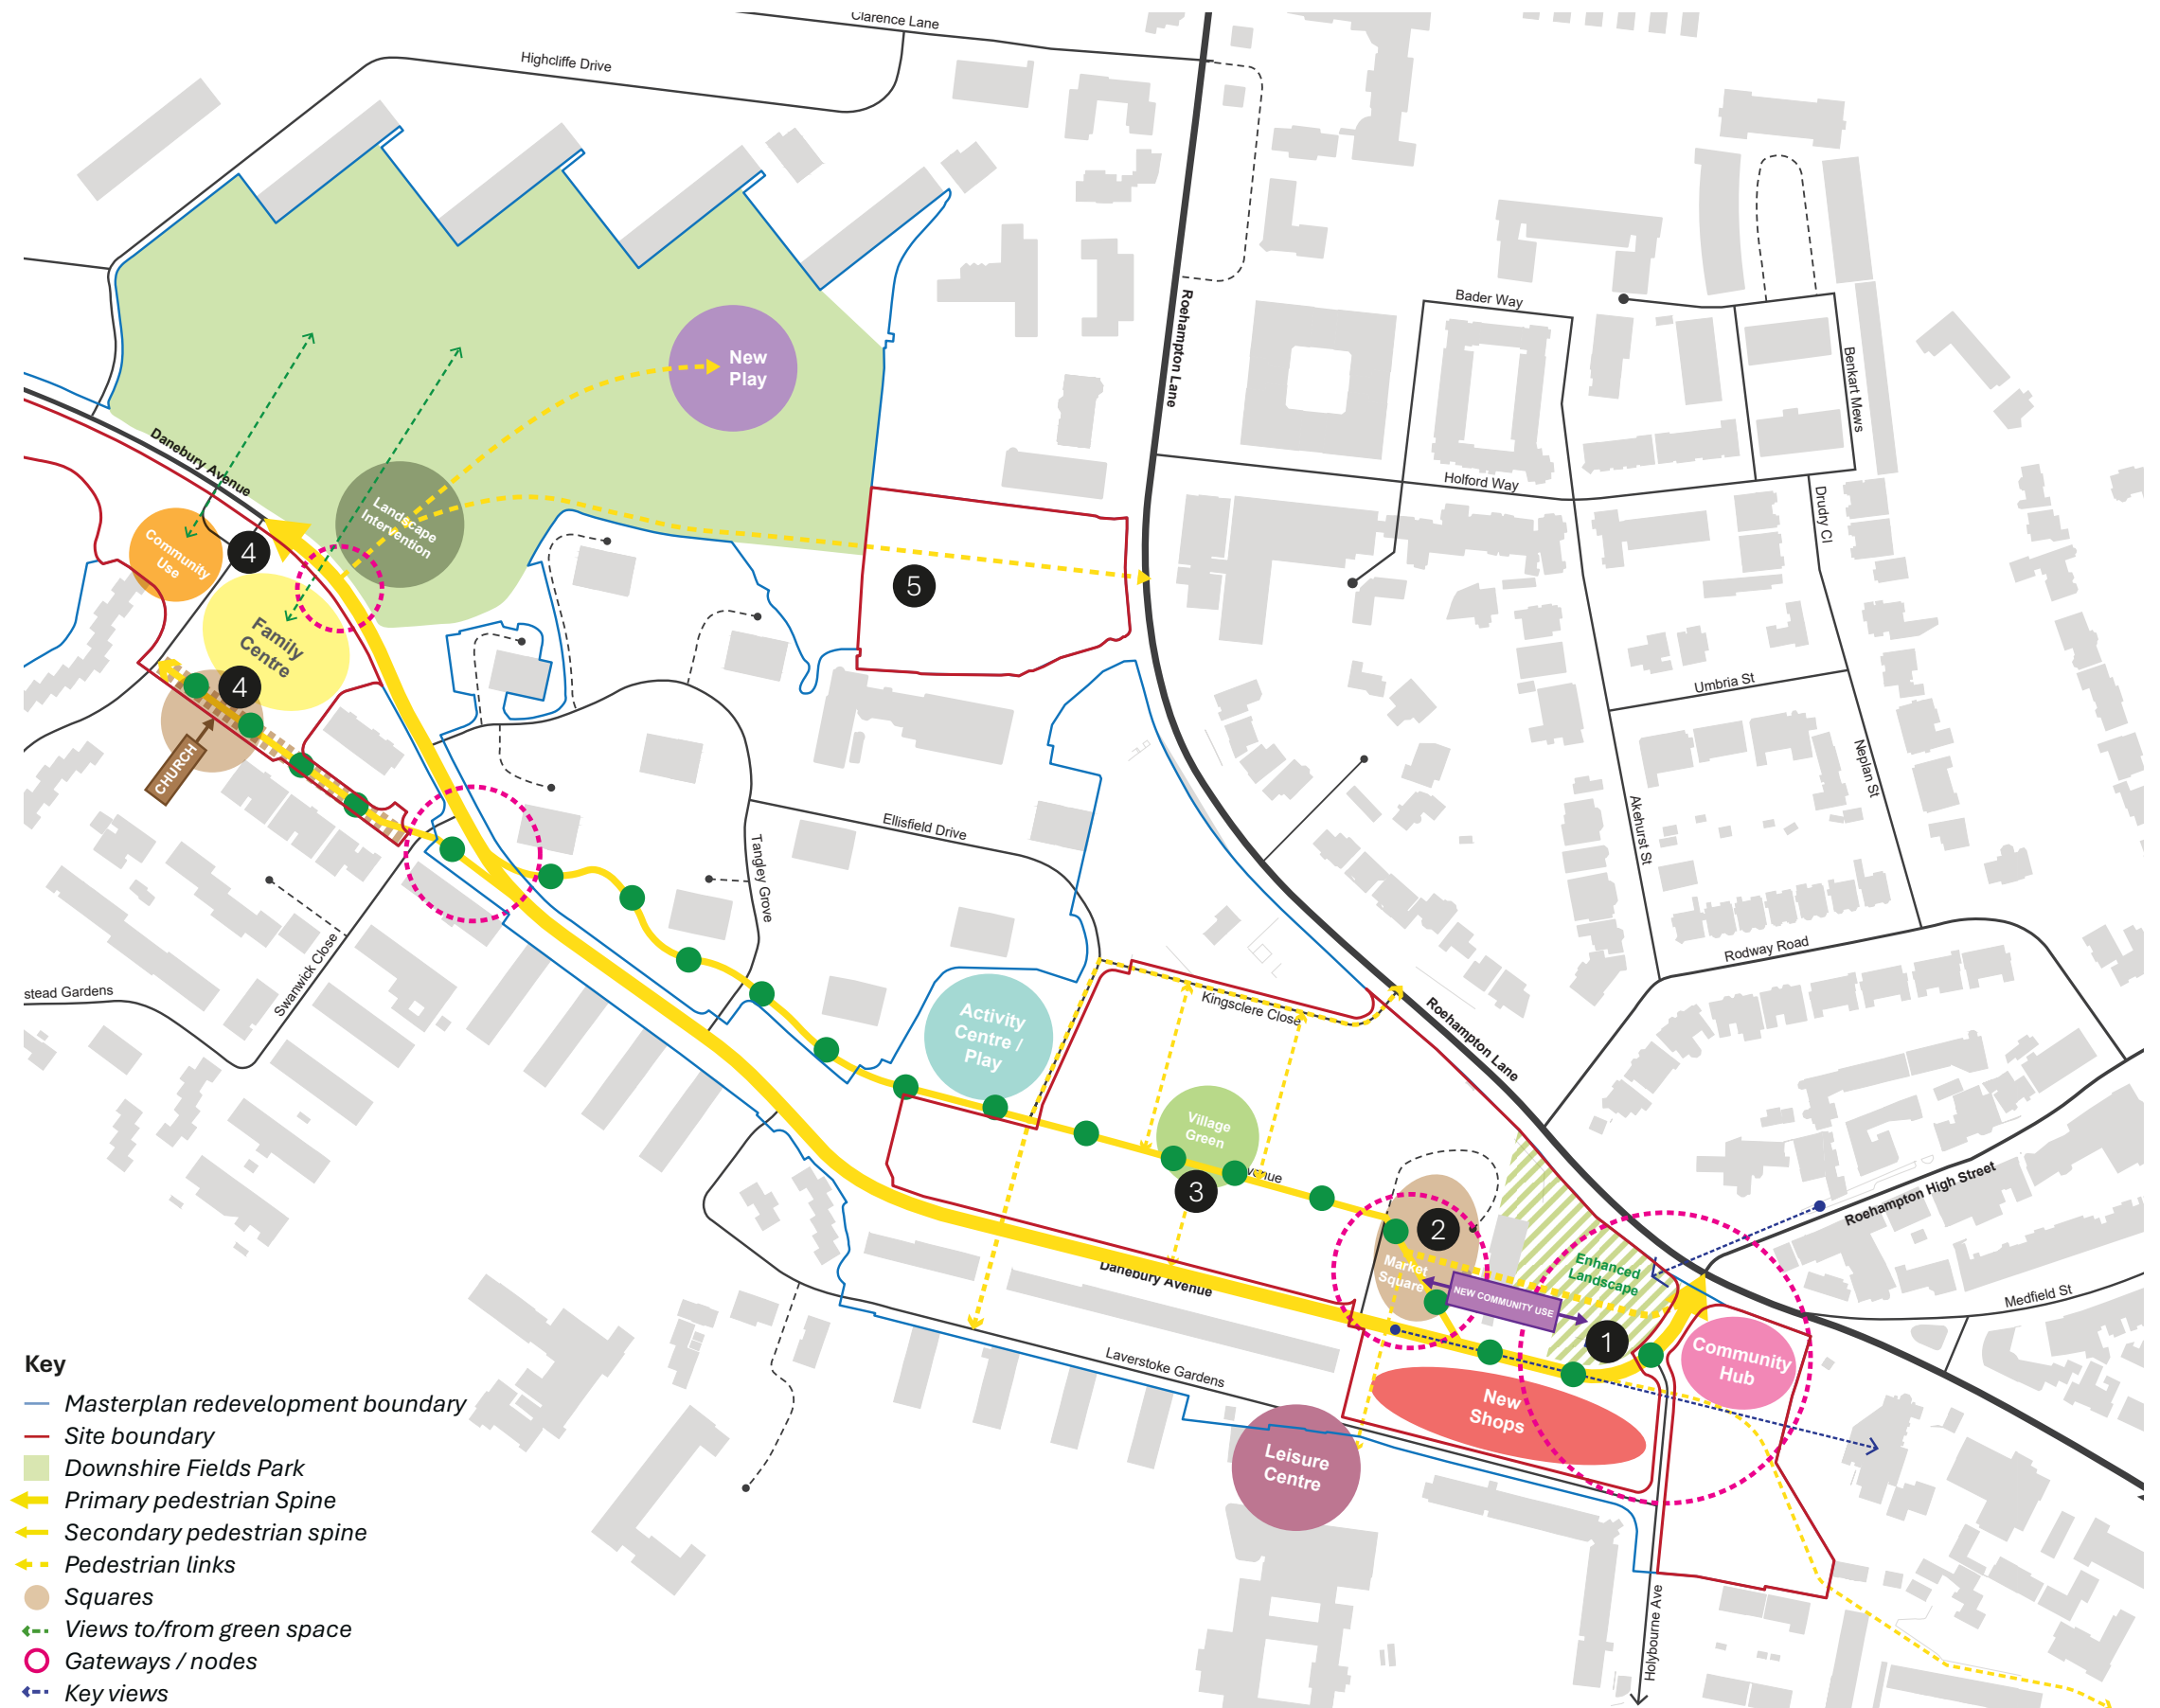 Clarence Lane
Highcliffe Drive
Roehampton Lane
Bader Way
Benkart Mews
New
Play
Holford Way
Drudry Cl
Danebury Avenue
Landscape
Intervention
Community
Use
4
5
Family
Centre
4
CHURCH
Umbria St
Neplan St
Akehurst St
Ellisfield Drive
Tangley Grove
Rodway Road
Swanwick Close
stead Gardens
Activity
Centre /
Play
Kingsclere Close
Roehampton Lane
Village
Green
venue
3
Roehampton High Street
2
Market
Square
NEW COMMUNITY USE
Enhanced
Landscape
Danebury Avenue
1
Medfield St
Community
Hub
Laverstoke Gardens
New
Shops
Leisure
Centre
Holybourne Ave
Key
Masterplan redevelopment boundary
Site boundary
Downshire Fields Park
Primary pedestrian Spine
Secondary pedestrian spine
Pedestrian links
Squares
Views to/from green space
Gateways / nodes
Key views